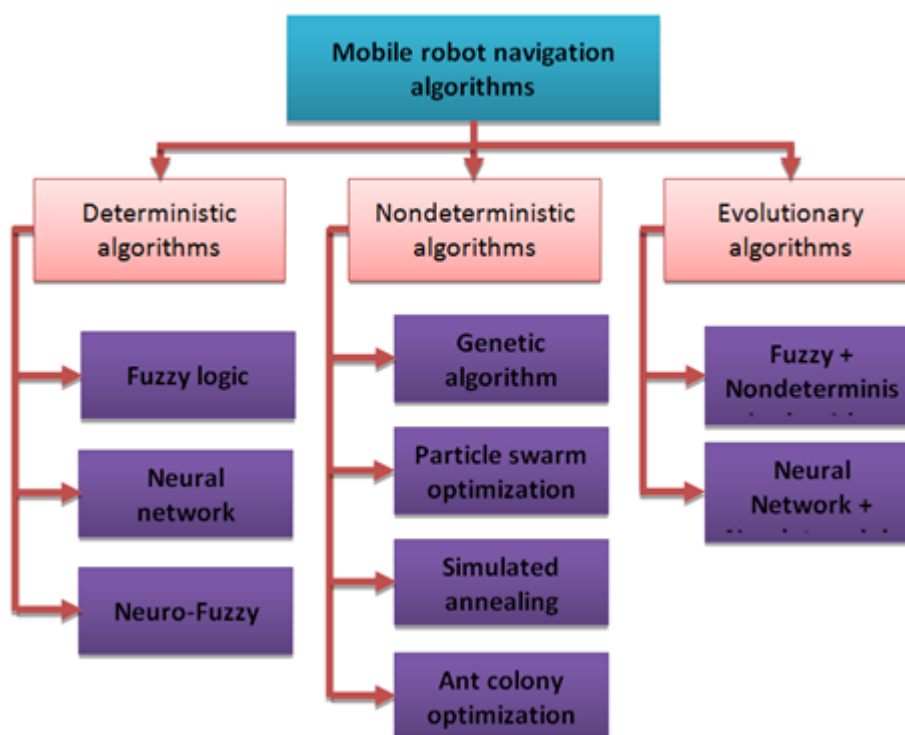 Mobile robot navigation
algorithms
Deterministic
algorithms
Nondeterministic
algorithms
Evolutionary
algorithms
Fuzzy logic
Neural
network
Neuro-Fuzzy
Genetic
algorithm
Particle swarm
optimization
Simulated
annealing
Ant colony
optimization
Fuzzy +
Nondeterminis
Neural
Network +